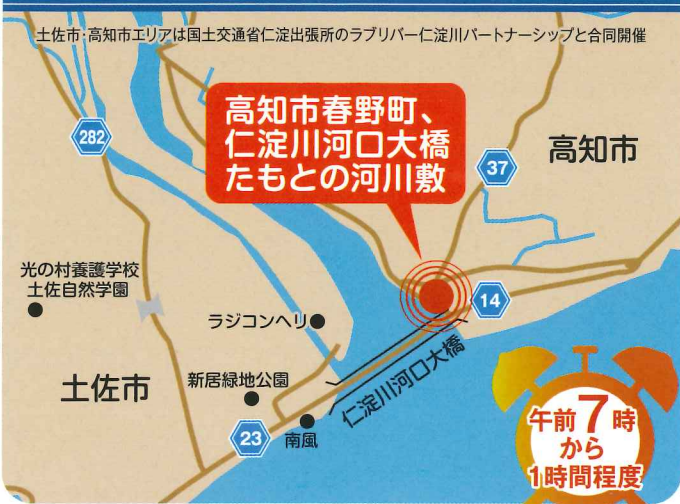 土佐市・高知市エリアは国土交通省仁淀出張所のラブリバー仁淀川パートナーシップと合同開催
高知市春野町、
仁淀川河口大橋
たもとの河川敷
282
37
高知市
光の村養護学校
土佐自然学園
ラジコンヘリ
14
土佐市
新居緑地公園
仁淀川河口大橋
23
南風
午前7時
から
1時間程度